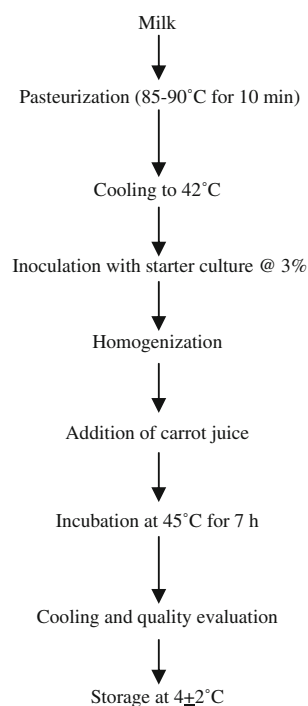 Milk
Pasteurization (85-90˚C for 10 min)
Cooling to 42˚C
Inoculation with starter culture @ 3%
Homogenization
Addition of carrot juice
Incubation at 45˚C for 7 h
Cooling and quality evaluation
Storage at 4±2˚C